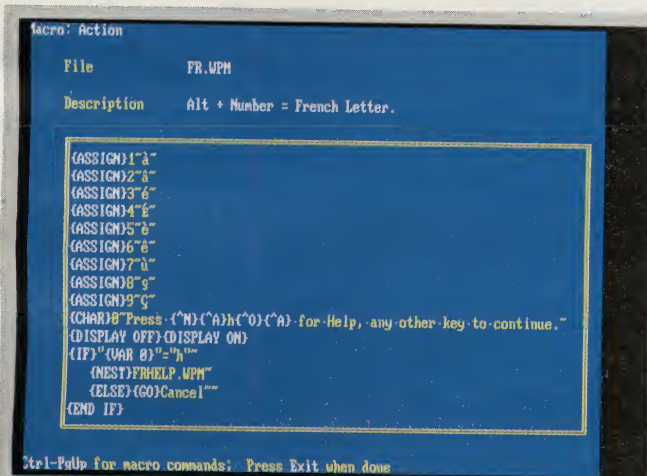 Macro: Action
File FR.WPM
Description Alt + Number = French Letter.
{ASSIGN}1~à~
{ASSIGN}2~â~
{ASSIGN}3~é~
{ASSIGN}4~É~
{ASSIGN}5~è~
{ASSIGN}6~ê~
{ASSIGN}7~ù~
{ASSIGN}8~ç~
{ASSIGN}9~Ç~
{CHAR}0~Press·{^N}{^A}h{^O}{^A}·for·Help,·any·other·key·to·continue.~
{DISPLAY OFF}{DISPLAY ON}
{IF}"{VAR 0}"="h"~
{NEST}FRHELP.WPM~
{ELSE}{GO}Cancel~~
{END IF}
Ctrl-PgUp for macro commands; Press Exit when done